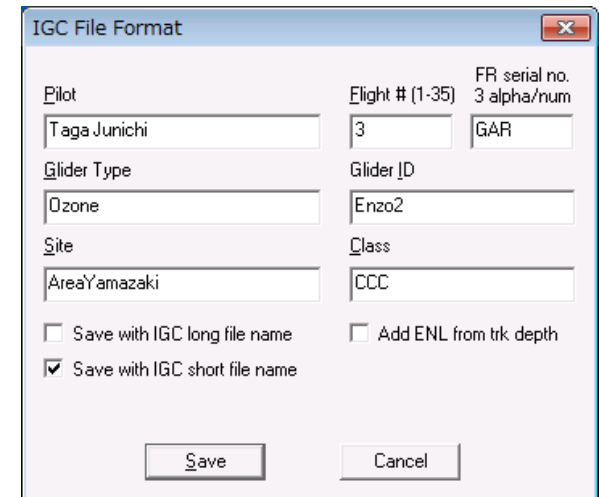 IGC File Format
FR serial no.
Pilot Flight # (1-35) 3 alpha/num
Taga Junichi 3 GAR
Glider Type Glider ID
Ozone Enzo2
Site Class
AreaYamazaki CCC
Save with IGC long file name Add ENL from trk depth
Save with IGC short file name
Save Cancel